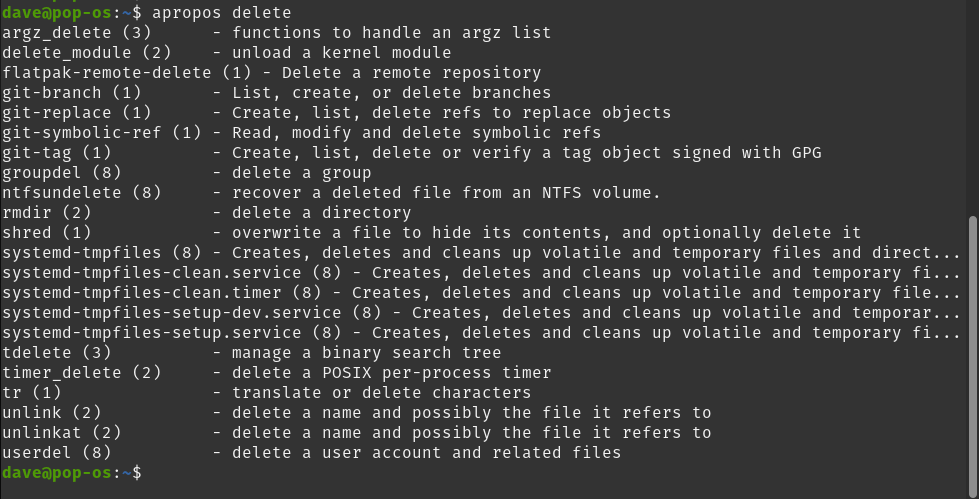 dave@pop-os:~$ apropos delete
argz_delete (3)      - functions to handle an argz list
delete_module (2)    - unload a kernel module
flatpak-remote-delete (1) - Delete a remote repository
git-branch (1)       - List, create, or delete branches
git-replace (1)      - Create, list, delete refs to replace objects
git-symbolic-ref (1) - Read, modify and delete symbolic refs
git-tag (1)          - Create, list, delete or verify a tag object signed with GPG
groupdel (8)         - delete a group
ntfsundelete (8)     - recover a deleted file from an NTFS volume.
rmdir (2)            - delete a directory
shred (1)            - overwrite a file to hide its contents, and optionally delete it
systemd-tmpfiles (8) - Creates, deletes and cleans up volatile and temporary files and direct...
systemd-tmpfiles-clean.service (8) - Creates, deletes and cleans up volatile and temporary fi...
systemd-tmpfiles-clean.timer (8) - Creates, deletes and cleans up volatile and temporary file...
systemd-tmpfiles-setup-dev.service (8) - Creates, deletes and cleans up volatile and temporar...
systemd-tmpfiles-setup.service (8) - Creates, deletes and cleans up volatile and temporary fi...
tdelete (3)          - manage a binary search tree
timer_delete (2)     - delete a POSIX per-process timer
tr (1)               - translate or delete characters
unlink (2)           - delete a name and possibly the file it refers to
unlinkat (2)         - delete a name and possibly the file it refers to
userdel (8)          - delete a user account and related files
dave@pop-os:~$